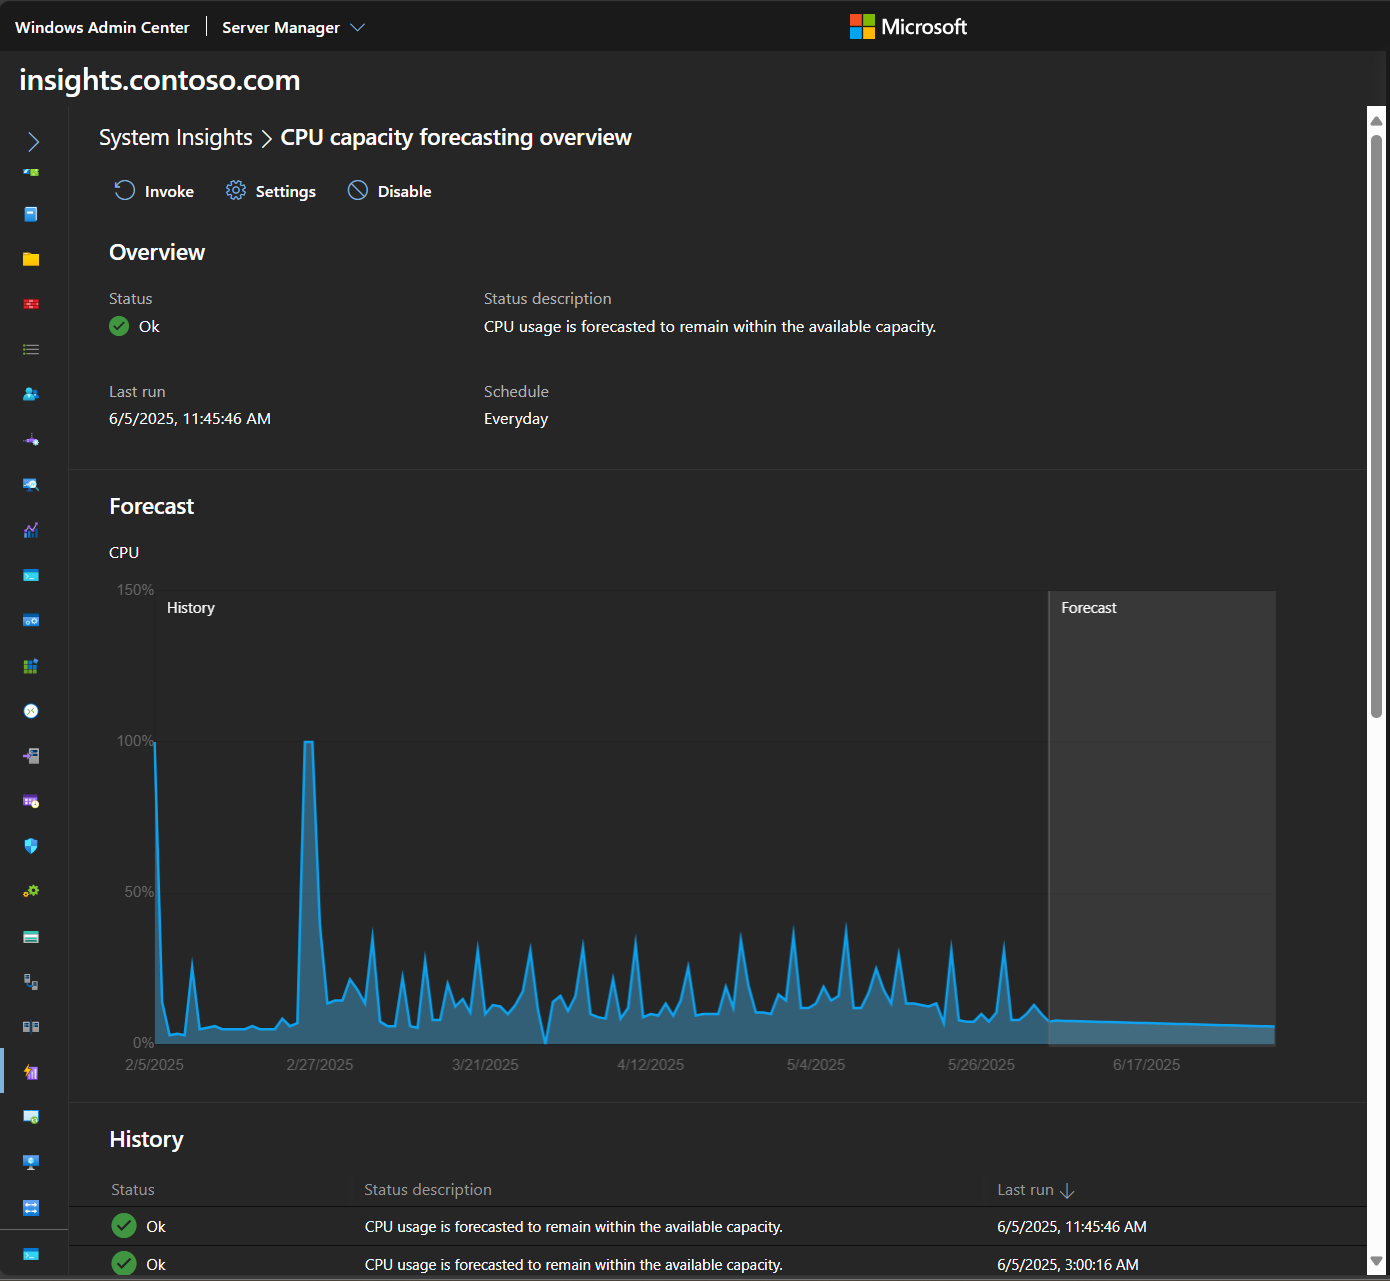 Windows Admin Center
Server Manager
Microsoft
insights.contoso.com
System Insights
CPU capacity forecasting overview
Invoke
Settings
Disable
Overview
Status
Status description
Ok
CPU usage is forecasted to remain within the available capacity.
Last run
Schedule
6/5/2025, 11:45:46 AM
Everyday
Forecast
CPU
150%
History
Forecast
100%
50%
0%
2/5/2025
2/27/2025
3/21/2025
4/12/2025
5/4/2025
5/26/2025
6/17/2025
History
Status
Status description
Last run
Ok
CPU usage is forecasted to remain within the available capacity.
6/5/2025, 11:45:46 AM
Ok
CPU usage is forecasted to remain within the available capacity.
6/5/2025, 3:00:16 AM